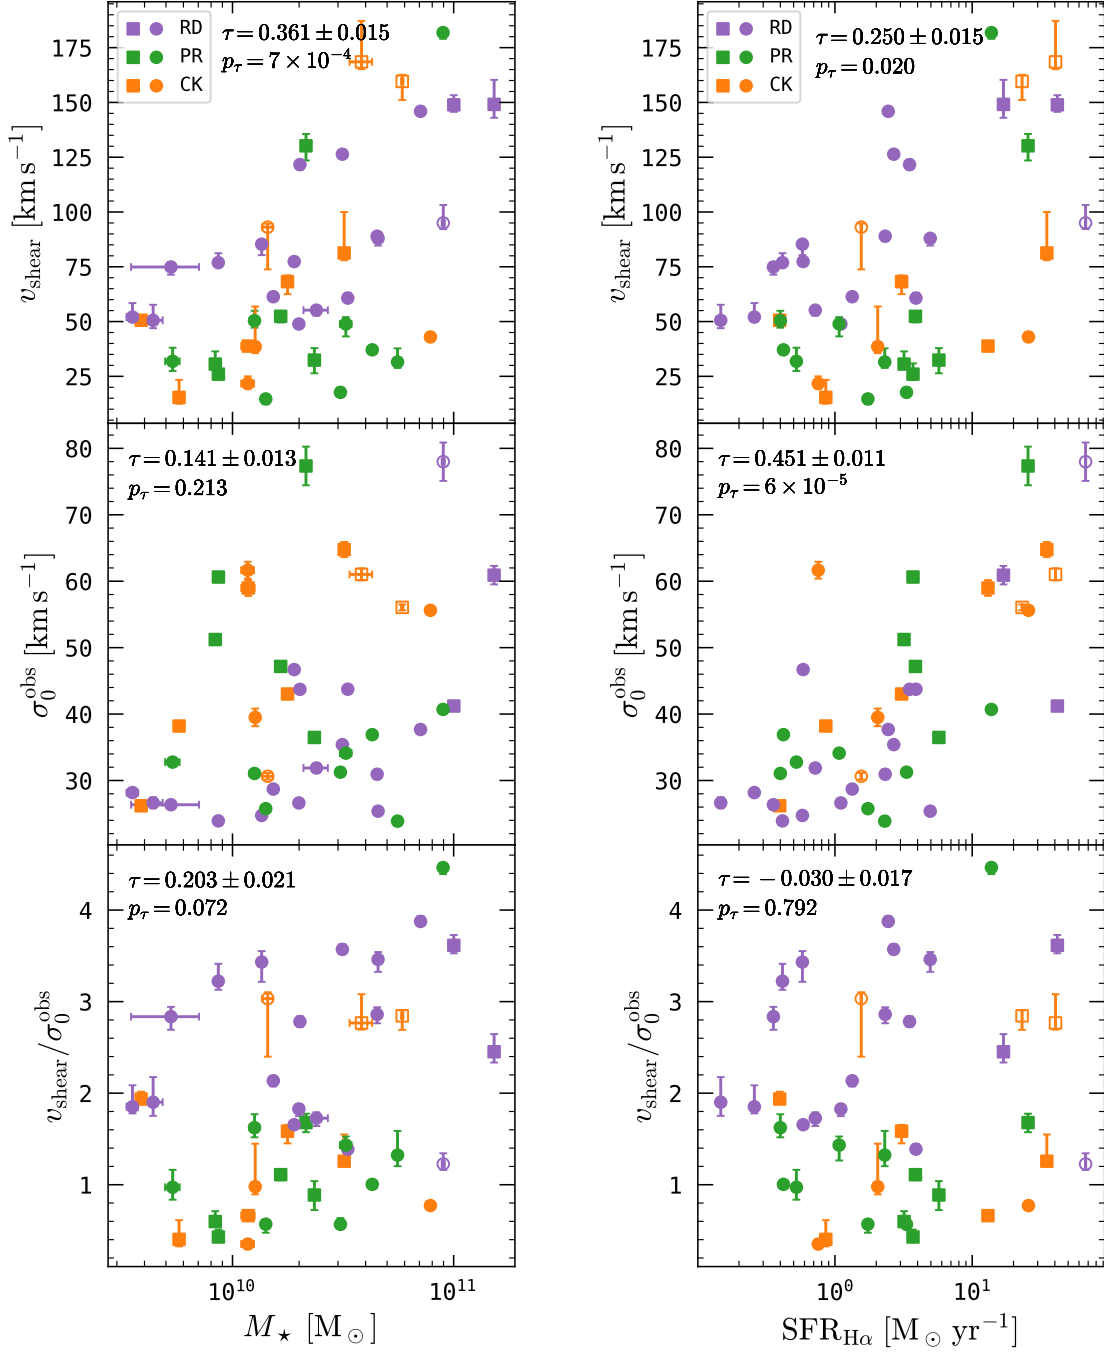 RD
PR
CK
τ = 0.361 ± 0.015
p_τ = 7 × 10^−4
175
150
125
100
75
50
25
v_shear [km s^−1]
RD
PR
CK
τ = 0.250 ± 0.015
p_τ = 0.020
175
150
125
100
75
50
25
v_shear [km s^−1]
τ = 0.141 ± 0.013
p_τ = 0.213
80
70
60
50
40
30
σ_0^obs [km s^−1]
τ = 0.451 ± 0.011
p_τ = 6 × 10^−5
80
70
60
50
40
30
σ_0^obs [km s^−1]
τ = 0.203 ± 0.021
p_τ = 0.072
4
3
2
1
v_shear/σ_0^obs
10^10 10^11
M_⋆ [M_⊙]
τ = −0.030 ± 0.017
p_τ = 0.792
4
3
2
1
v_shear/σ_0^obs
10^0 10^1
SFR_Hα [M_⊙ yr^−1]